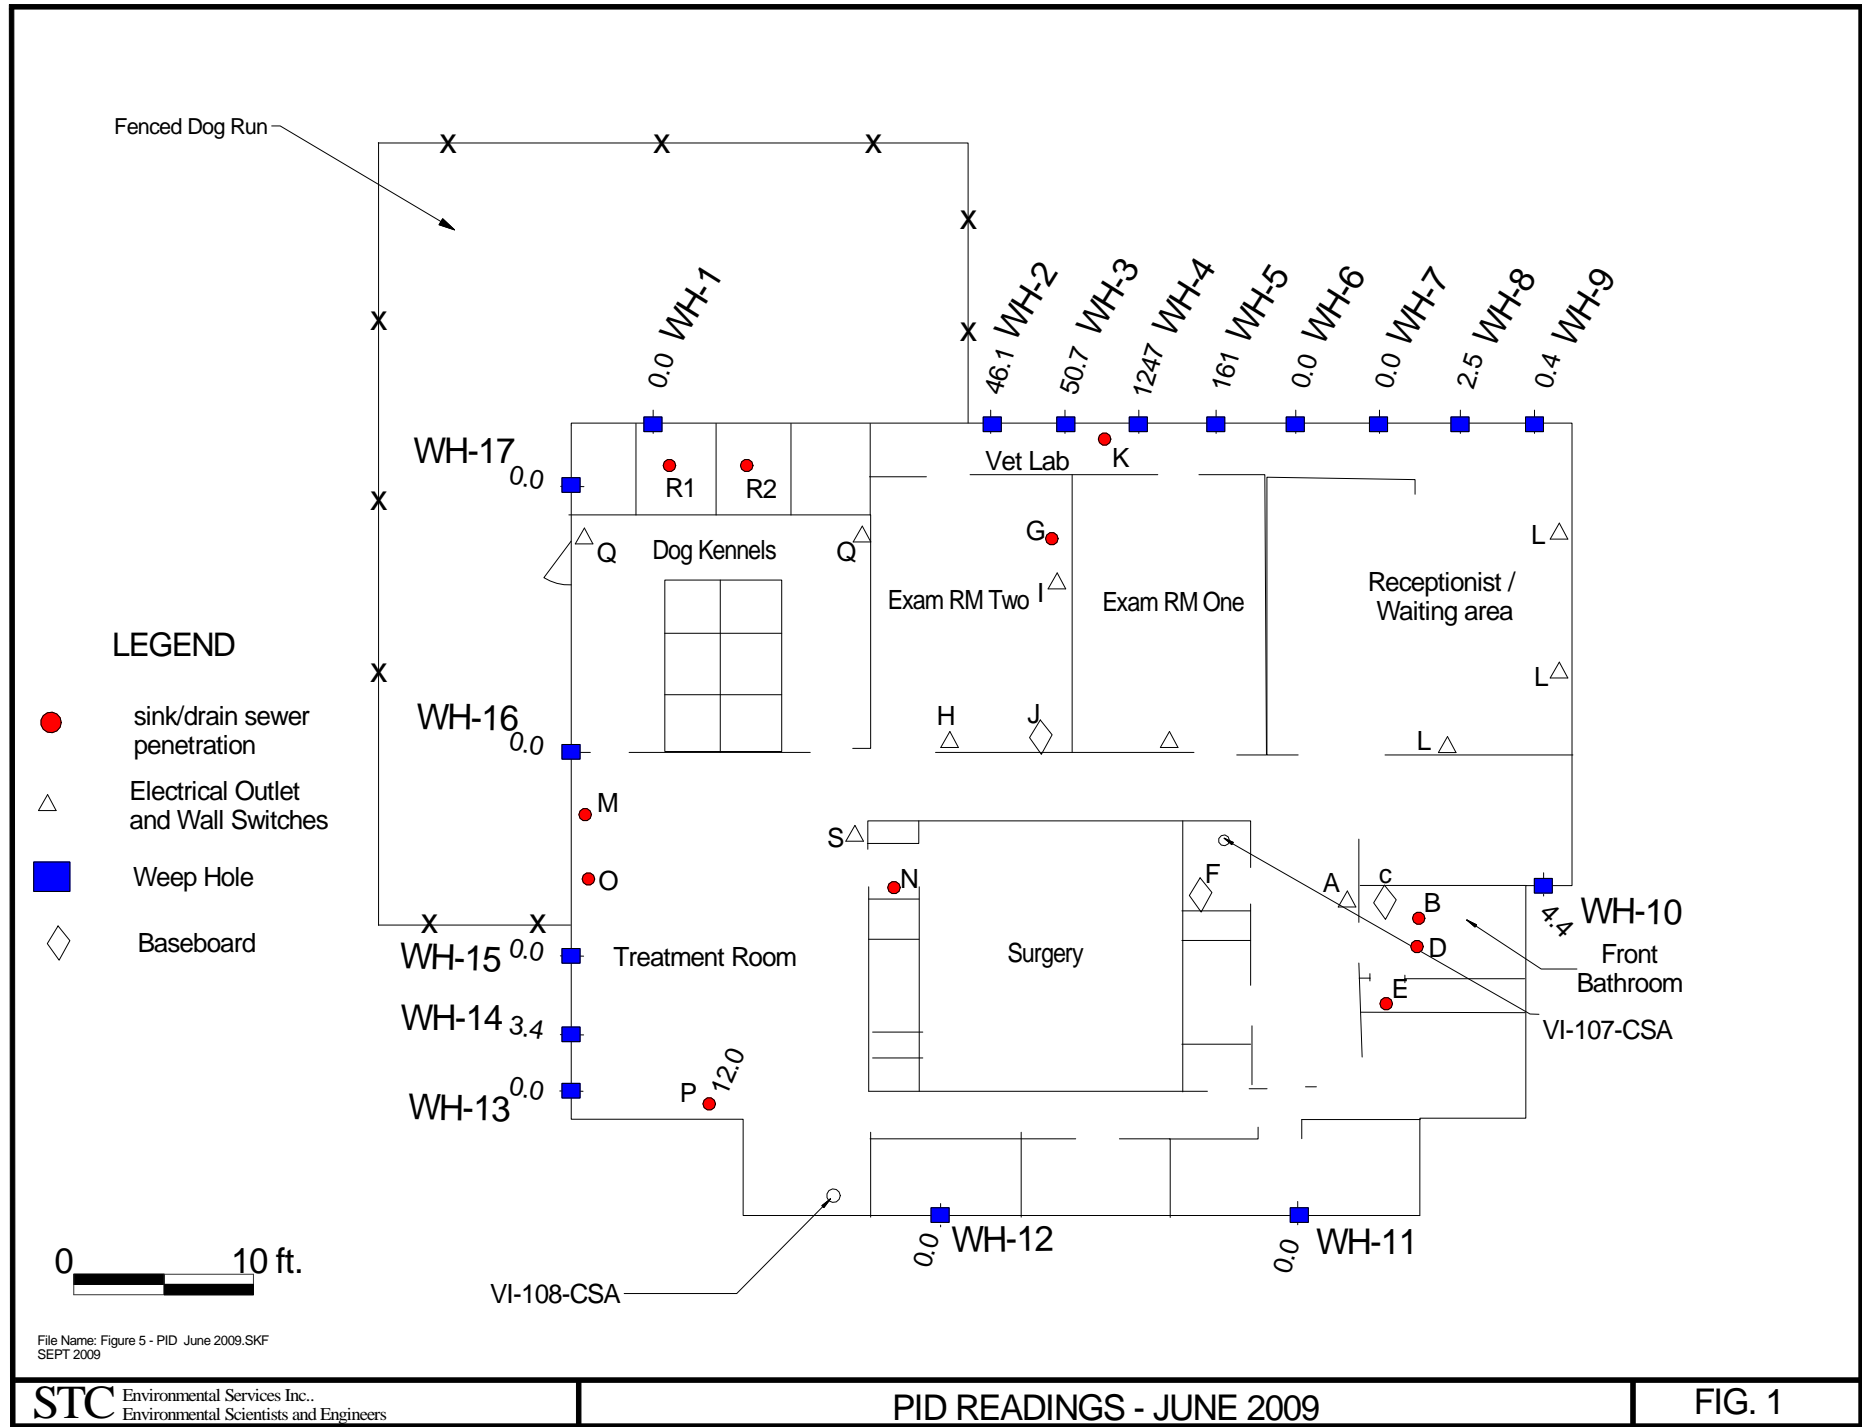 Fenced Dog Run
X X X
X
X
X
X
X
X X
0.0 WH-1
46.1 WH-2
50.7 WH-3
1247 WH-4
161 WH-5
0.0 WH-6
0.0 WH-7
2.5 WH-8
0.4 WH-9
WH-17 0.0
R1
R2
Vet Lab
K
Q
Dog Kennels
Q
G
I
Exam RM Two
Exam RM One
L
Receptionist /
Waiting area
L
L
H
J
WH-16 0.0
M
O
S
N
F
A
c
B
D
E
4.4 WH-10
Front
Bathroom
VI-107-CSA
WH-15 0.0
Treatment Room
Surgery
WH-14 3.4
WH-13 0.0
P 12.0
0.0 WH-12
0.0 WH-11
VI-108-CSA
LEGEND
sink/drain sewer
penetration
Electrical Outlet
and Wall Switches
Weep Hole
Baseboard
0 10 ft.
File Name: Figure 5 - PID June 2009.SKF
SEPT 2009
STC Environmental Services Inc..
Environmental Scientists and Engineers
PID READINGS - JUNE 2009
FIG. 1